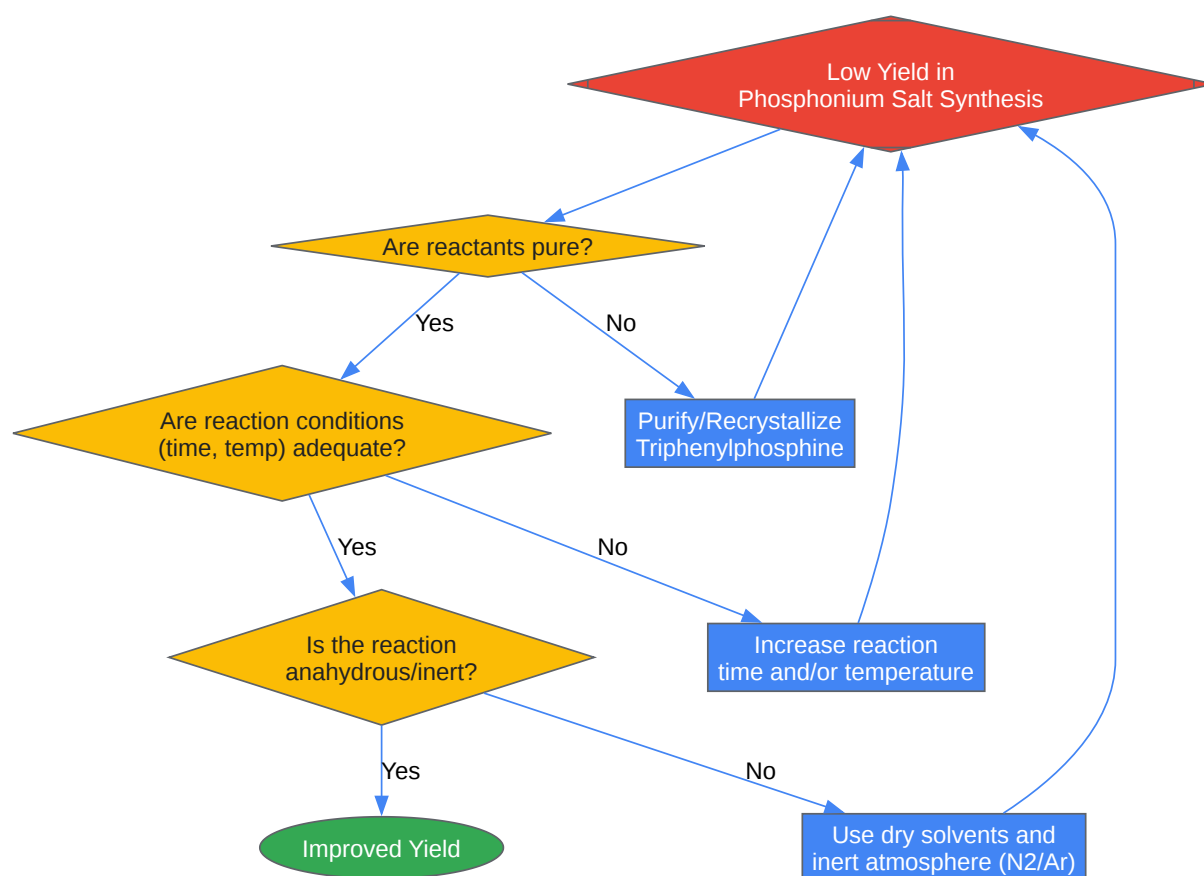 Low Yield in
Phosphonium Salt Synthesis
Are reactants pure?
Yes
No
Purify/Recrystallize
Triphenylphosphine
Are reaction conditions
(time, temp) adequate?
Yes
No
Increase reaction
time and/or temperature
Is the reaction
anahydrous/inert?
Yes
No
Improved Yield
Use dry solvents and
inert atmosphere (N2/Ar)